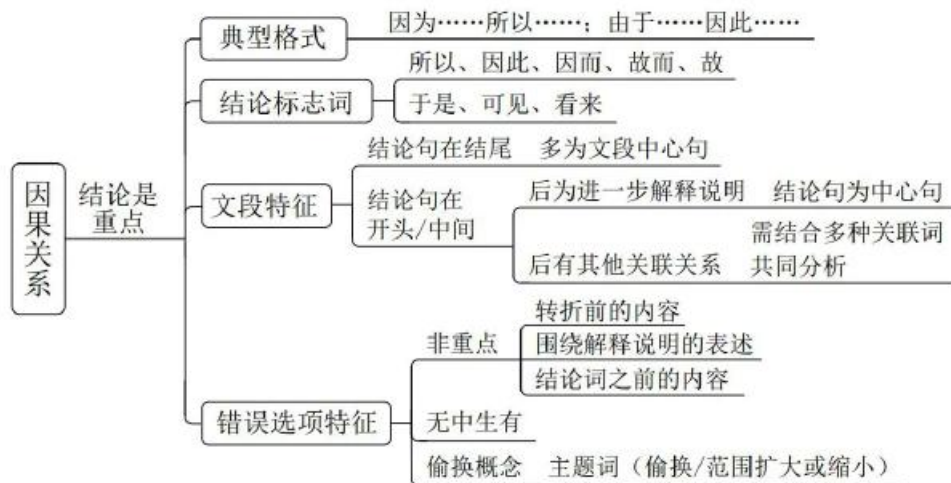 因果关系
结论是
重点
典型格式
因为……所以……；由于……因此……
结论标志词
所以、因此、因而、故而、故
于是、可见、看来
文段特征
结论句在结尾 多为文段中心句
结论句在
开头/中间
后为进一步解释说明 结论句为中心句
后有其他关联关系
需结合多种关联词
共同分析
错误选项特征
非重点
转折前的内容
围绕解释说明的表述
结论词之前的内容
无中生有
偷换概念 主题词（偷换/范围扩大或缩小）